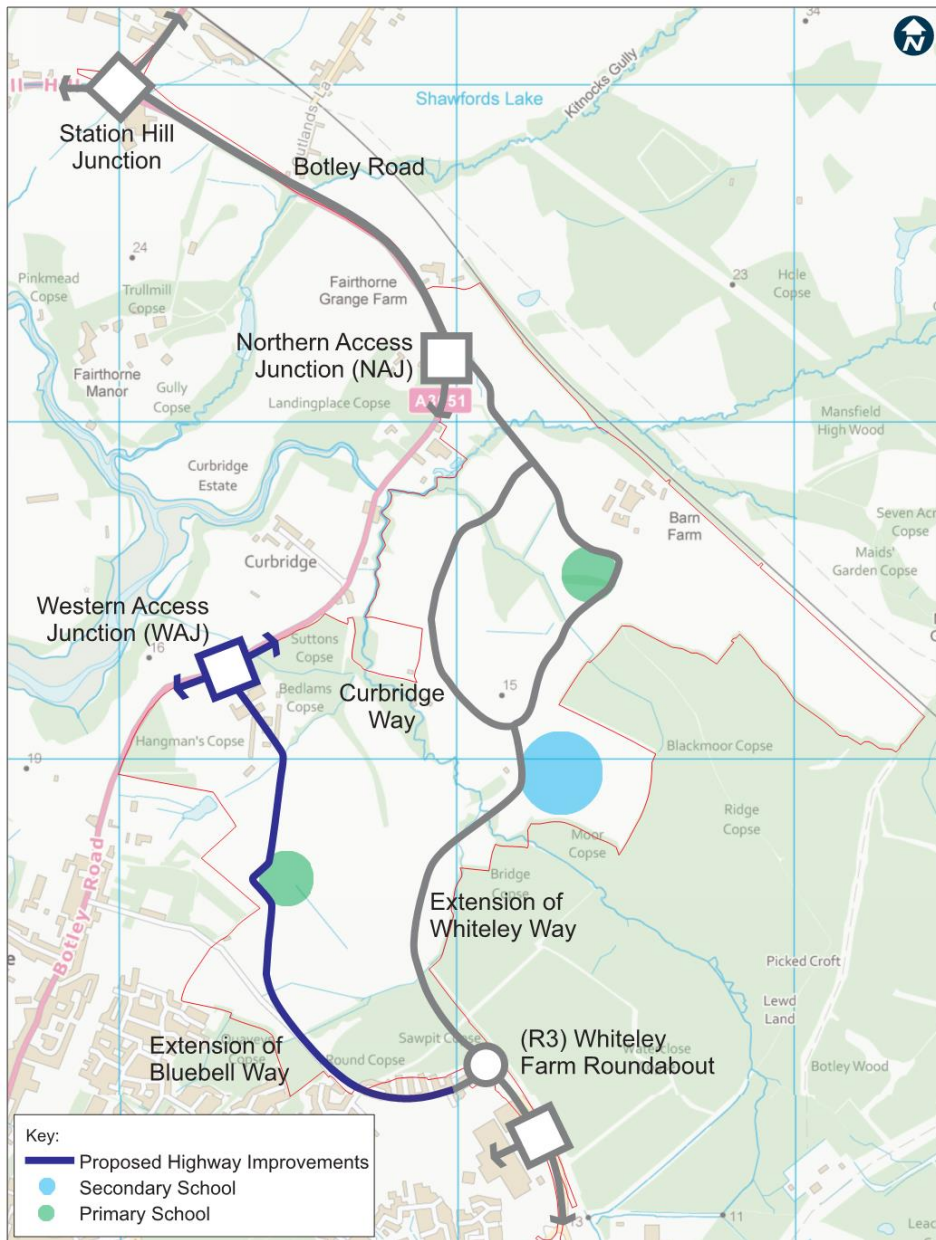 34
N
Shawfords Lake
Kitnocks Gully
Station Hill
Junction
Botley Road
24
Pinkmead
Copse
Trullmill
Copse
Fairthorne
Grange Farm
23
Hole
Copse
Northern Access
Junction (NAJ)
Fairthorne
Manor
Gully
Copse
Landingplace Copse
Mansfield
High Wood
Curbridge
Estate
Barn
Farm
Seven
Copse
Maids'
Garden Copse
Curbridge
Western Access
Junction (WAJ)
16
Suttons
Copse
Bedlams
Copse
Curbridge
Way
15
Hangman's Copse
Blackmoor Copse
19
Ridge
Copse
Moor
Copse
Bridge
Botley Road
Extension of
Whiteley Way
Picked Croft
Lewd
Land
Extension of
Bluebell Way
Sawpit
Round Copse
(R3) Whiteley
Farm Roundabout
Botley Wood
Key:
Proposed Highway Improvements
Secondary School
Primary School
13
11